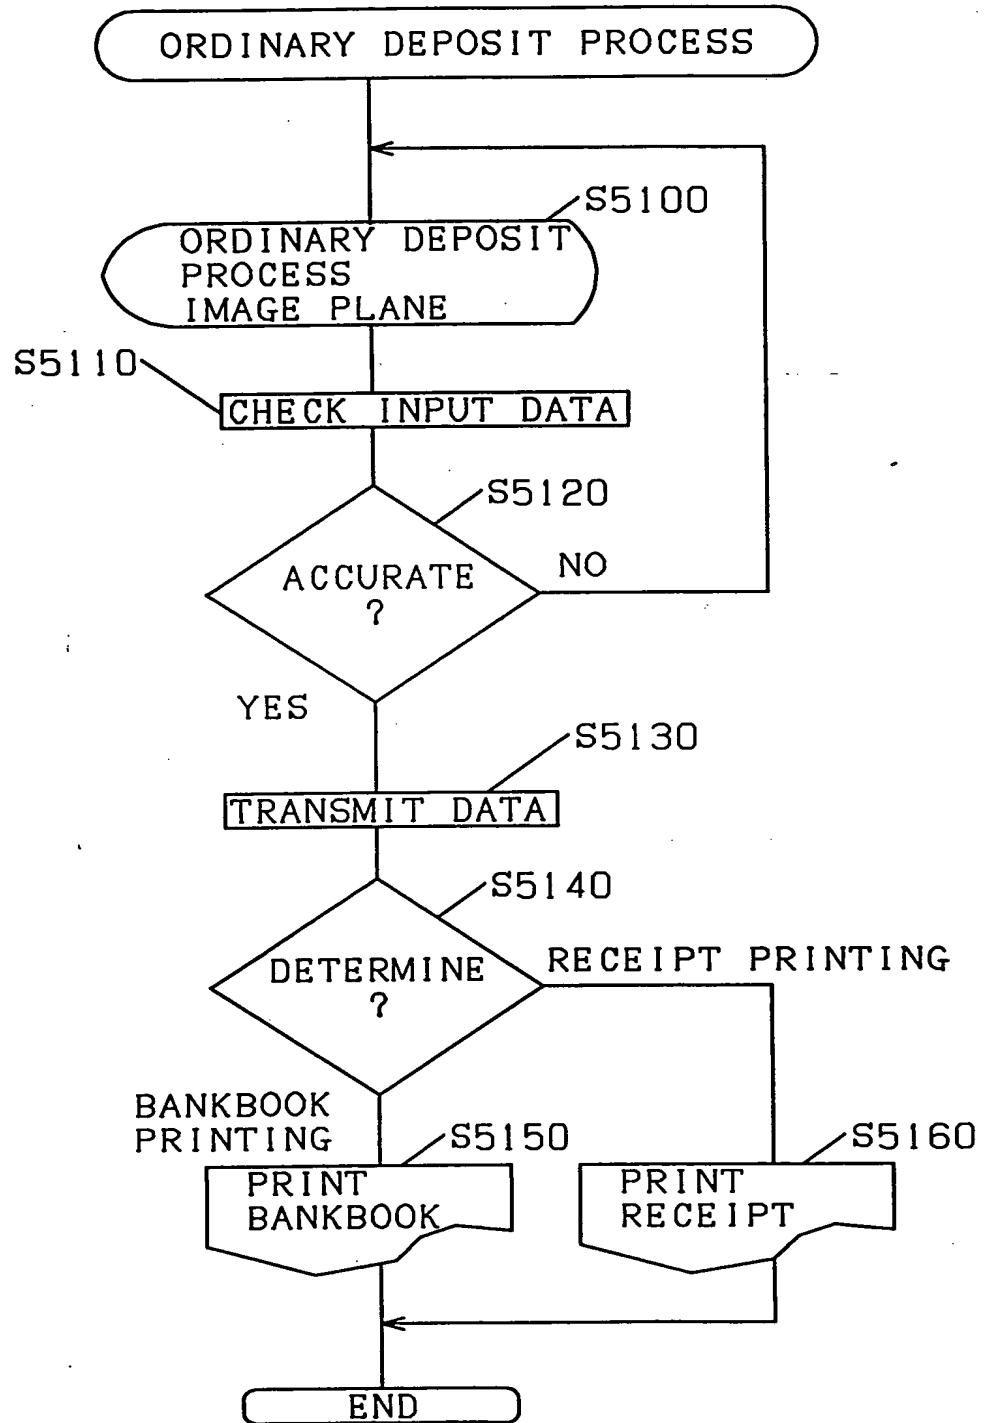 ORDINARY DEPOSIT PROCESS
S5100
ORDINARY DEPOSIT
PROCESS
IMAGE PLANE
S5110
CHECK INPUT DATA
S5120
ACCURATE
?
NO
YES
S5130
TRANSMIT DATA
S5140
DETERMINE
?
RECEIPT PRINTING
BANKBOOK
PRINTING
S5150
S5160
PRINT
BANKBOOK
PRINT
RECEIPT
END